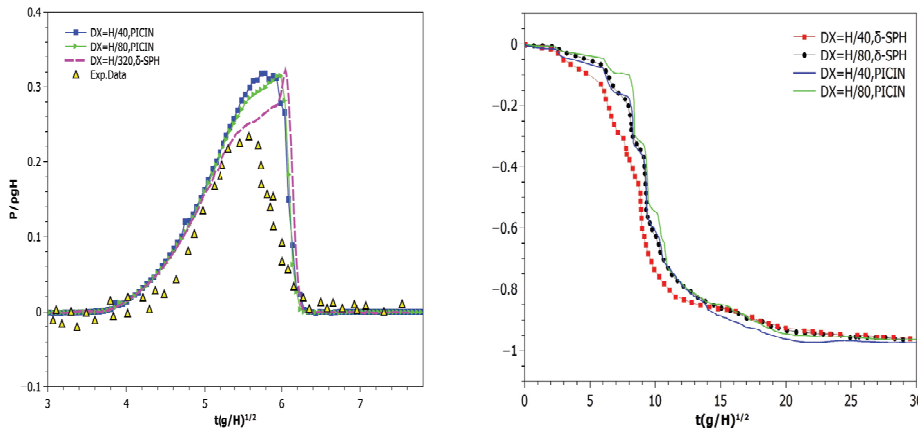 DX=H/40,PICIN
DX=H/80,PICIN
DX=H/320,δ-SPH
Exp.Data
0.4
0.3
0.2
0.1
0
−0.1
P/ρgH
3 4 5 6 7
t(g/H)1/2
DX=H/40,δ-SPH
DX=H/80,δ-SPH
DX=H/40,PICIN
DX=H/80,PICIN
0
−0.2
−0.4
−0.6
−0.8
−1
0 5 10 15 20 25 30
t(g/H)1/2